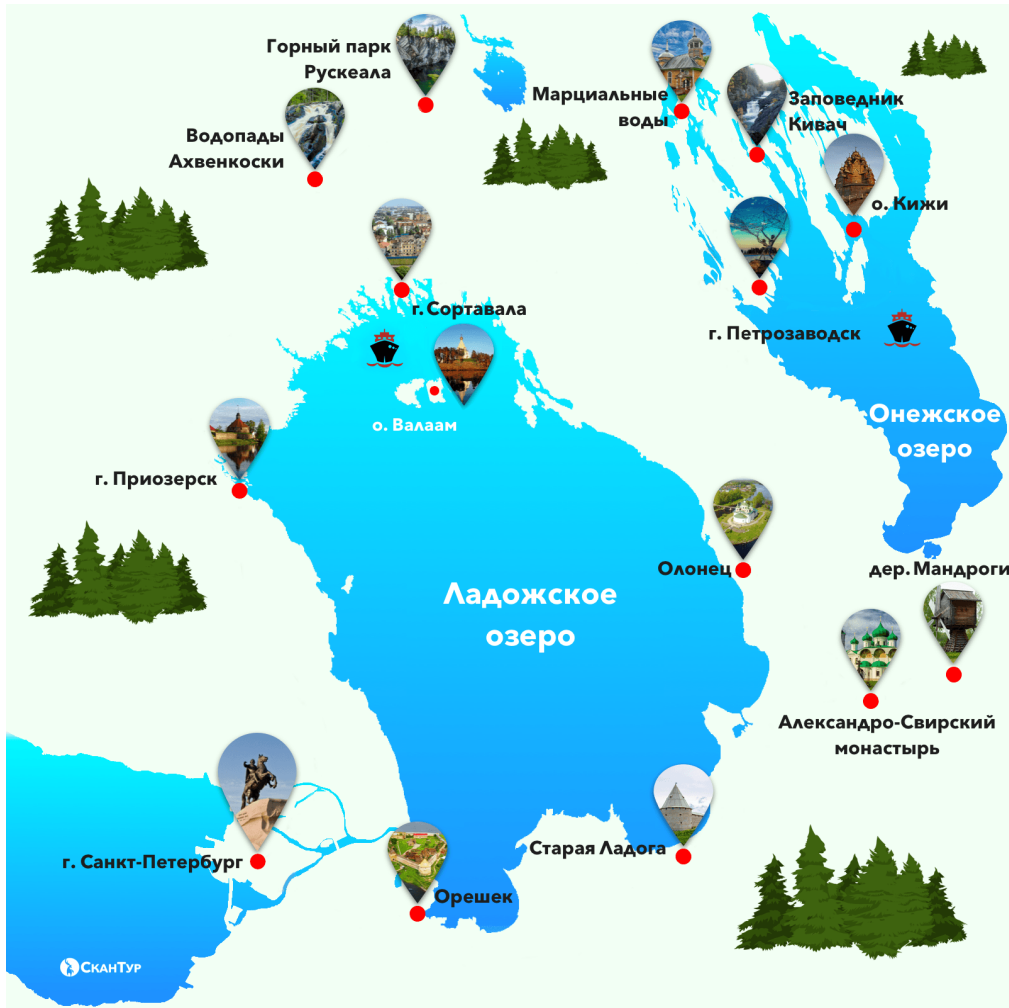 Горный парк
Рускеала
Марциальные
воды
Заповедник
Кивач
Водопады
Ахвенкоски
о. Кижи
г. Сортавала
г. Петрозаводск
о. Валаам
Онежское
озеро
г. Приозерск
Олонец
дер. Мандроги
Ладожское
озеро
Александро-Свирский
монастырь
Старая Ладога
г. Санкт-Петербург
Орешек
СканТур